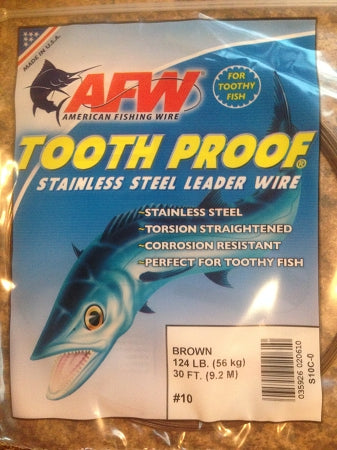 MADE IN U.S.A.
AFW
AMERICAN FISHING WIRE
FOR
TOOTHY
FISH
TOOTH PROOF®
STAINLESS STEEL LEADER WIRE
~STAINLESS STEEL
~TORSION STRAIGHTENED
~CORROSION RESISTANT
~PERFECT FOR TOOTHY FISH
BROWN
124 LB. (56 kg)
30 FT. (9.2 M)
#10
035926 020610
S10C-0